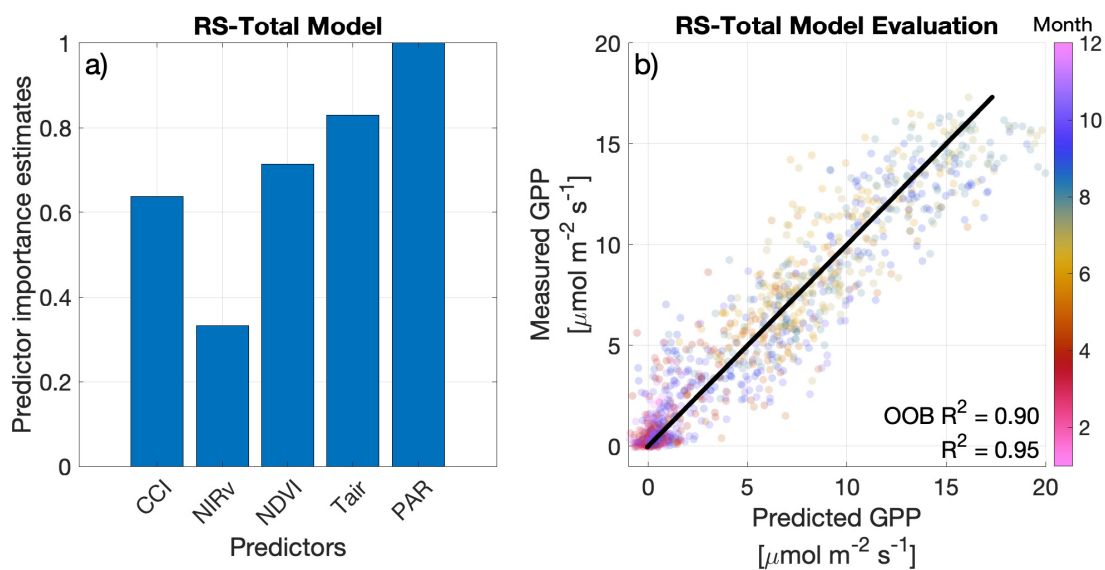 RS-Total Model
a)
Predictor importance estimates
1
0.8
0.6
0.4
0.2
0
CCI
NIRv
NDVI
Tair
PAR
Predictors
RS-Total Model Evaluation
b)
Measured GPP
[μmol m⁻² s⁻¹]
20
15
10
5
0
OOB R² = 0.90
R² = 0.95
0
5
10
15
20
Predicted GPP
[μmol m⁻² s⁻¹]
Month
12
10
8
6
4
2